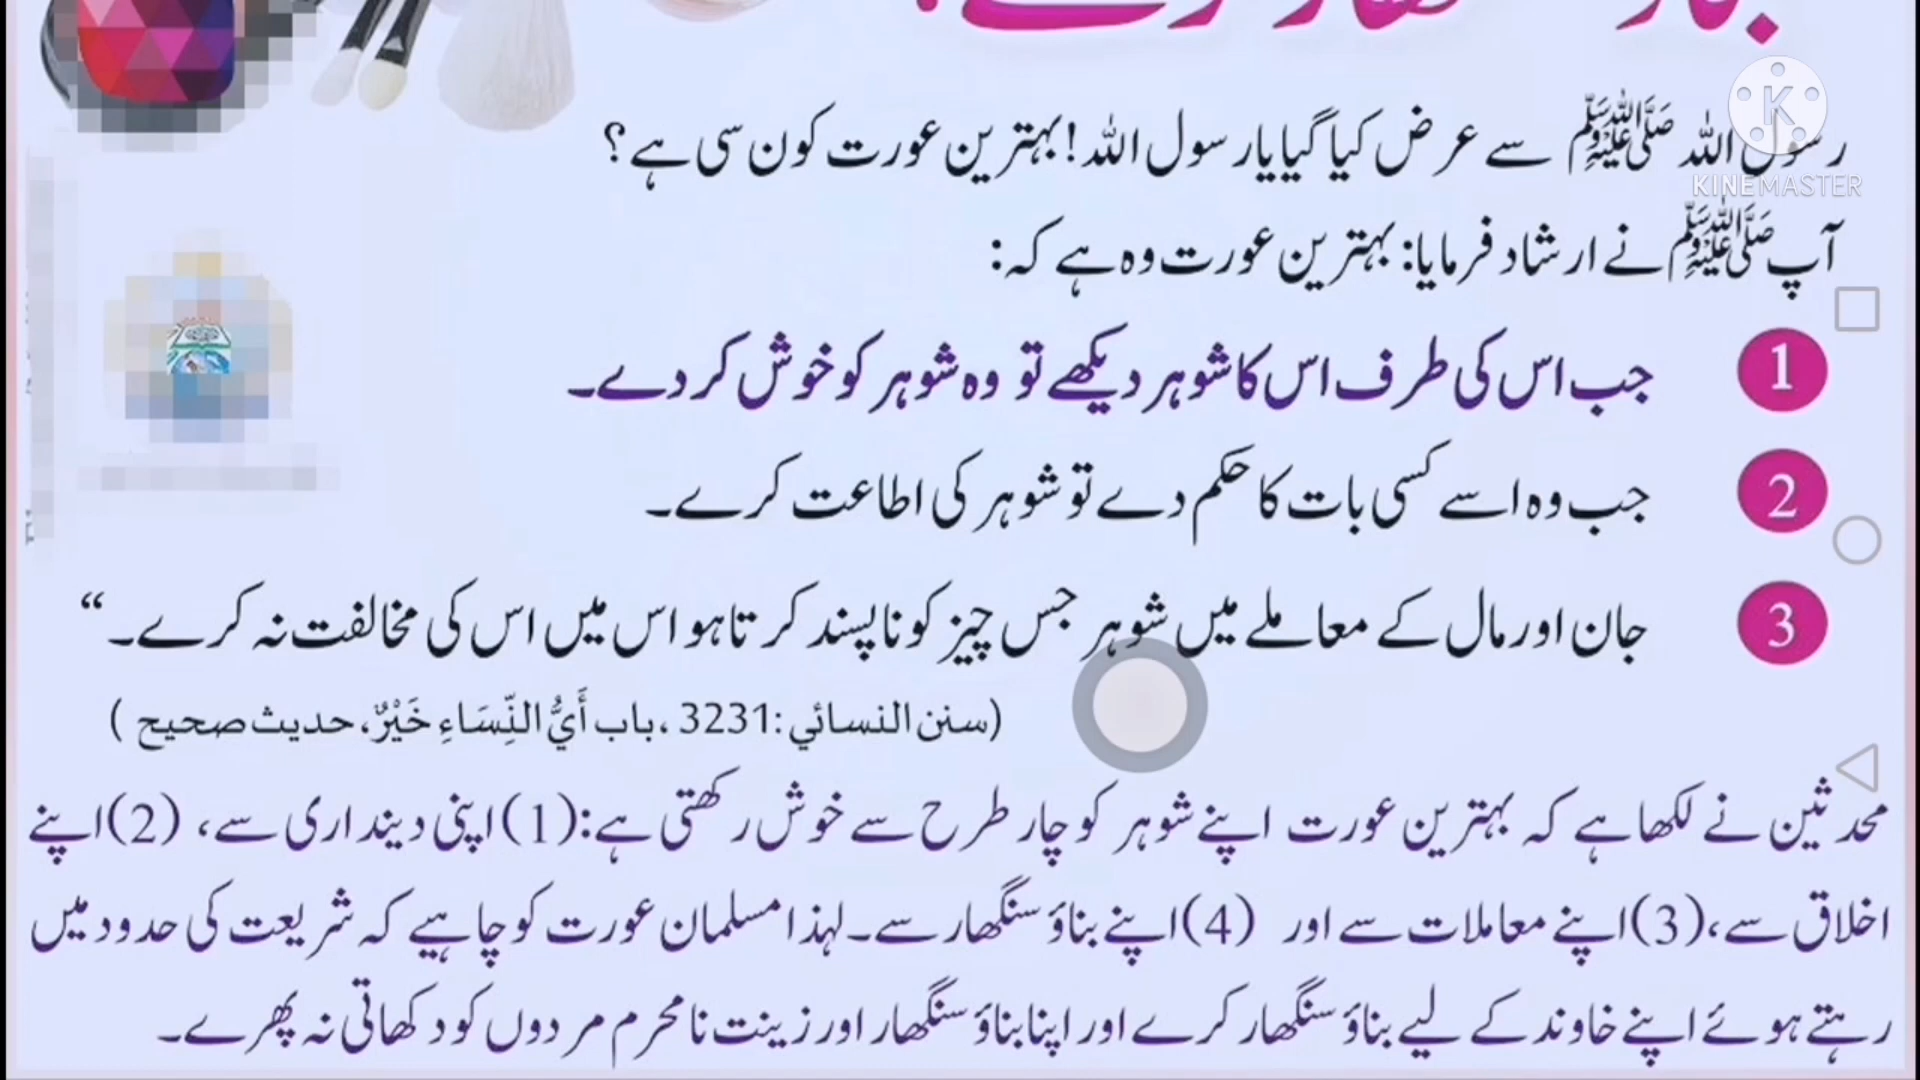 رسول اللہ ﷺ سے عرض کیا گیا یا رسول اللہ! بہترین عورت کون سی ہے؟
KINEMASTER
آپ ﷺ نے ارشاد فرمایا: بہترین عورت وہ ہے کہ:
1 جب اس کی طرف اس کا شوہر دیکھے تو وہ شوہر کو خوش کر دے۔
2 جب وہ اسے کسی بات کا حکم دے تو شوہر کی اطاعت کرے۔
3 جان اور مال کے معاملے میں شوہر جس چیز کو ناپسند کرتا ہو اس میں اس کی مخالفت نہ کرے۔“
(سنن النسائي: 3231، باب أَيُّ النِّسَاءِ خَيْرٌ، حديث صحيح)
محدثین نے لکھا ہے کہ بہترین عورت اپنے شوہر کو چار طرح سے خوش رکھتی ہے: (1) اپنی دینداری سے، (2) اپنے
اخلاق سے، (3) اپنے معاملات سے اور (4) اپنے بناؤ سنگھار سے۔ لہذا مسلمان عورت کو چاہیے کہ شریعت کی حدود میں
رہتے ہوئے اپنے خاوند کے لیے بناؤ سنگھار کرے اور اپنا بناؤ سنگھار اور زینت نامحرم مردوں کو دکھاتی نہ پھرے۔